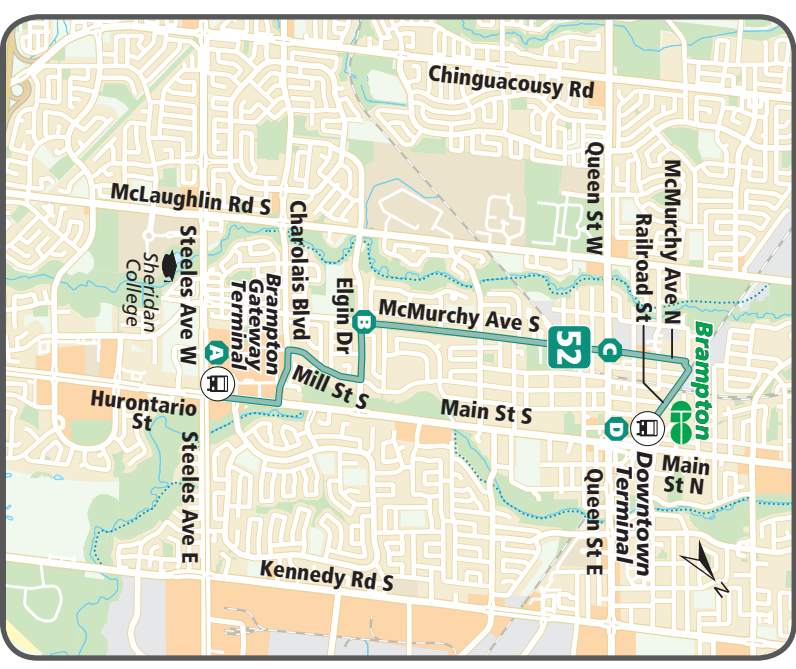 Chinguacousy Rd
Queen St W
McMurchy Ave N
Railroad St
McLaughlin Rd S
Charolais Blvd
Steeles Ave W
Sheridan
College
Brampton
Gateway
Terminal
Elgin Dr
A
B
McMurchy Ave S
52
C
Brampton
GO
Mill St S
Hurontario
St
Main St S
D
Downtown
Terminal
Main
St N
Steeles Ave E
Queen St E
Kennedy Rd S
N